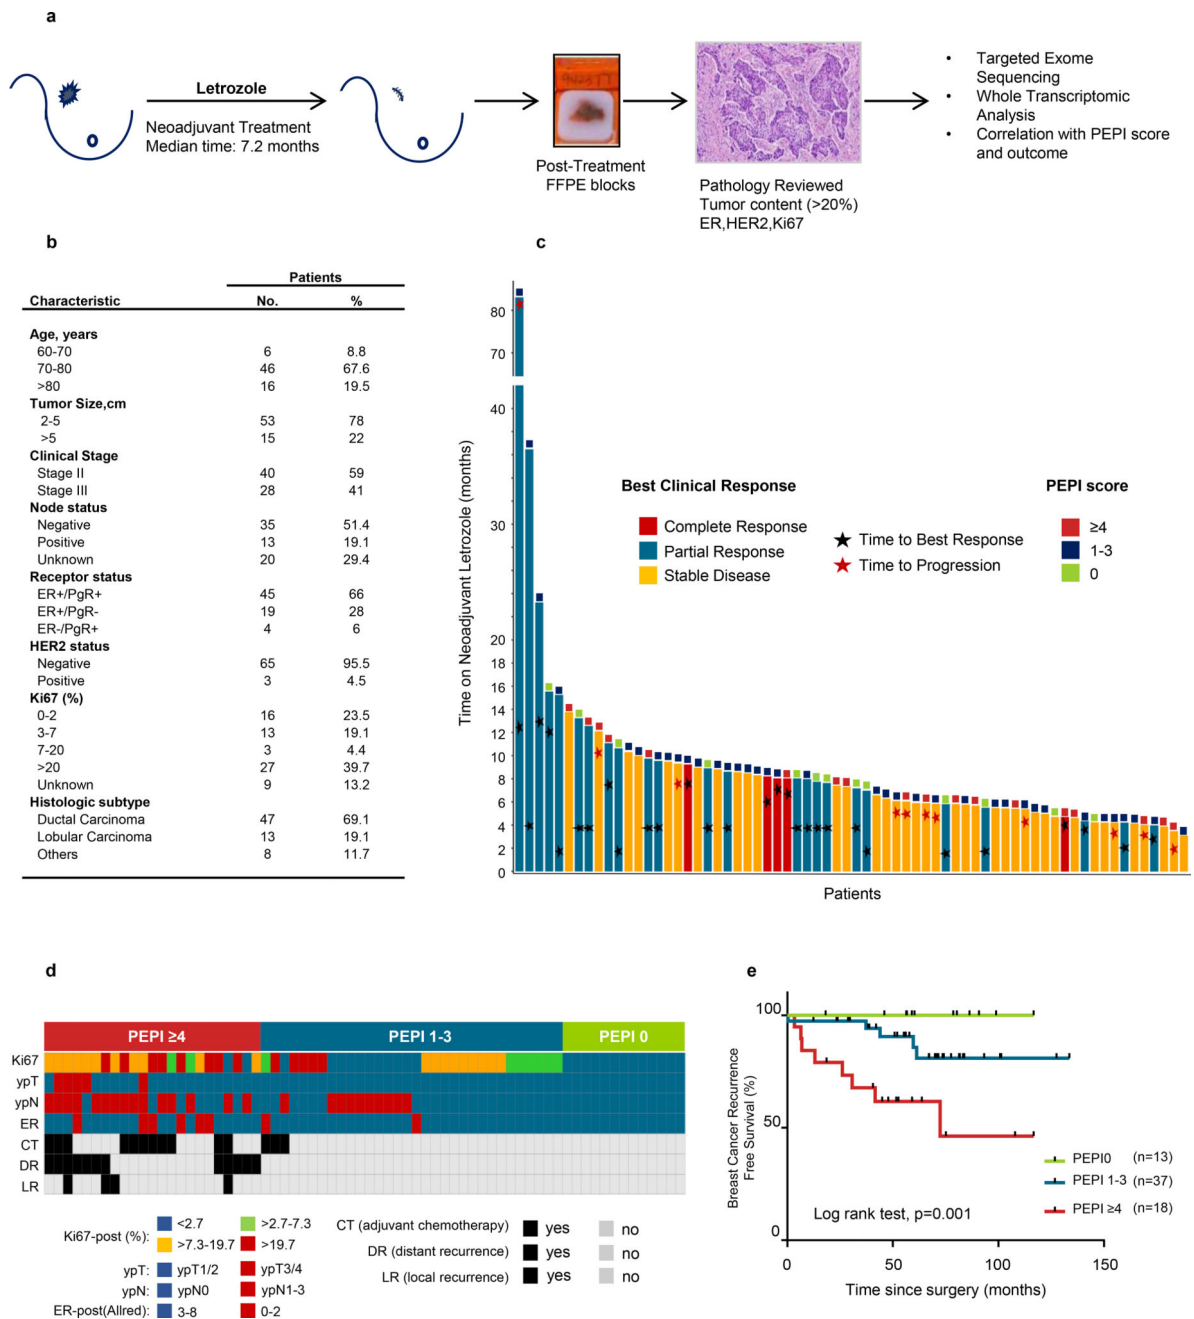 a
Letrozole
Neoadjuvant Treatment
Median time: 7.2 months
Post-Treatment
FFPE blocks
Pathology Reviewed
Tumor content (>20%)
ER,HER2,Ki67
• Targeted Exome
Sequencing
• Whole Transcriptomic
Analysis
• Correlation with PEPI score
and outcome
b
Patients
Characteristic No. %
Age, years
60-70 6 8.8
70-80 46 67.6
>80 16 19.5
Tumor Size,cm
2-5 53 78
>5 15 22
Clinical Stage
Stage II 40 59
Stage III 28 41
Node status
Negative 35 51.4
Positive 13 19.1
Unknown 20 29.4
Receptor status
ER+/PgR+ 45 66
ER+/PgR- 19 28
ER-/PgR+ 4 6
HER2 status
Negative 65 95.5
Positive 3 4.5
Ki67 (%)
0-2 16 23.5
3-7 13 19.1
7-20 3 4.4
>20 27 39.7
Unknown 9 13.2
Histologic subtype
Ductal Carcinoma 47 69.1
Lobular Carcinoma 13 19.1
Others 8 11.7
c
Time on Neoadjuvant Letrozole (months)
80
70
40
30
20
18
16
14
12
10
8
6
4
2
0
Patients
Best Clinical Response
Complete Response
Partial Response
Stable Disease
Time to Best Response
Time to Progression
PEPI score
≥4
1-3
0
d
PEPI ≥4 PEPI 1-3 PEPI 0
Ki67
ypT
ypN
ER
CT
DR
LR
Ki67-post (%): <2.7 >2.7-7.3
>7.3-19.7 >19.7
ypT: ypT1/2 ypT3/4
ypN: ypN0 ypN1-3
ER-post(Allred): 3-8 0-2
CT (adjuvant chemotherapy) yes no
DR (distant recurrence) yes no
LR (local recurrence) yes no
e
Breast Cancer Recurrence
Free Survival (%)
100
50
0
0 50 100 150
Time since surgery (months)
Log rank test, p=0.001
PEPI0 (n=13)
PEPI 1-3 (n=37)
PEPI ≥4 (n=18)